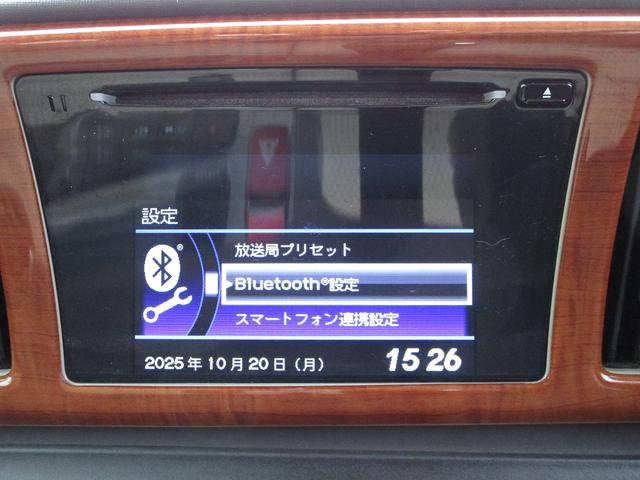 設定
放送局プリセット
Bluetooth®設定
スマートフォン連携設定
2025年10月20日(月) 15 26